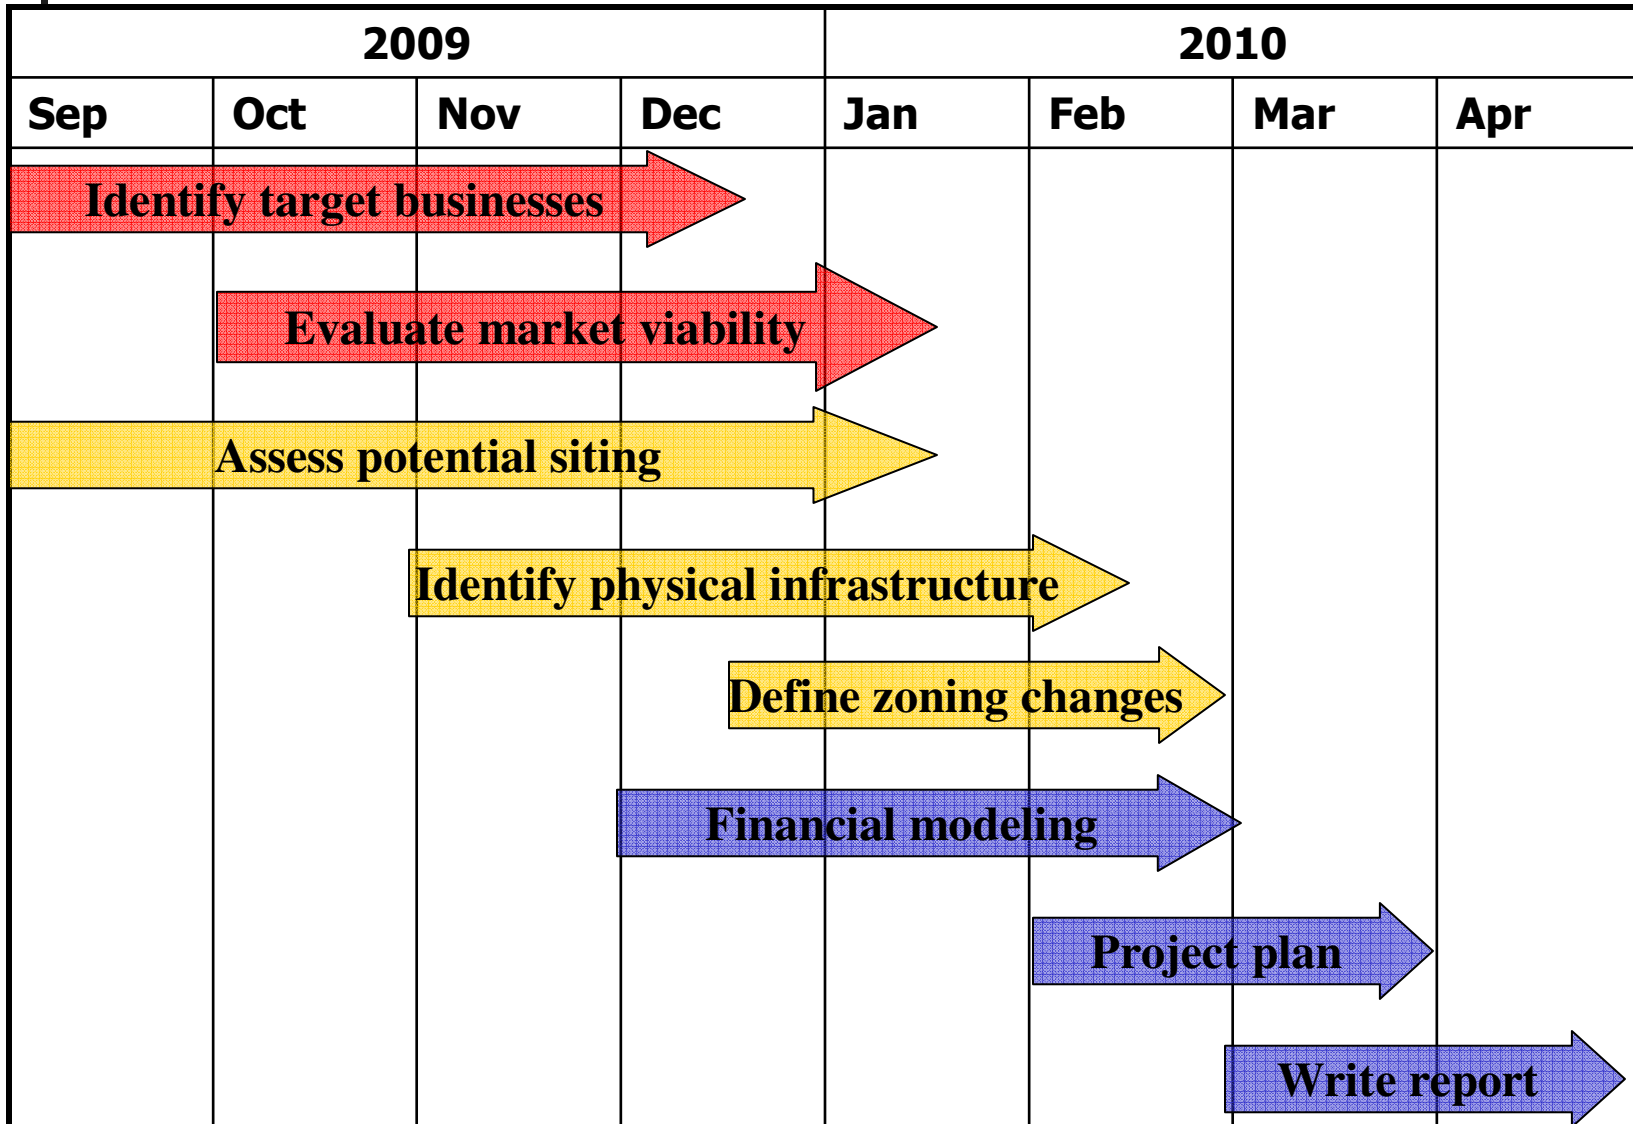 2009 2010
Sep Oct Nov Dec Jan Feb Mar Apr
Identify target businesses
Evaluate market viability
Assess potential siting
Identify physical infrastructure
Define zoning changes
Financial modeling
Project plan
Write report